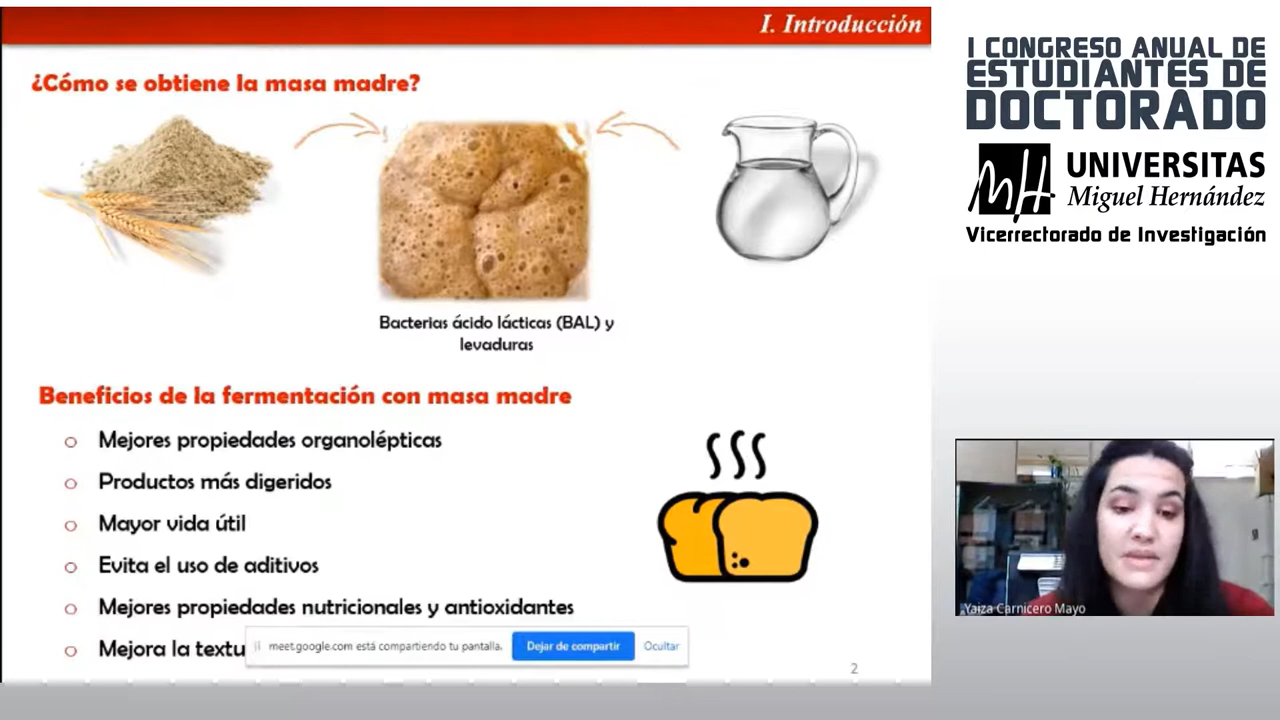 I. Introducción
¿Cómo se obtiene la masa madre?
Bacterias ácido lácticas (BAL) y
levaduras
Beneficios de la fermentación con masa madre
Mejores propiedades organolépticas
Productos más digeridos
Mayor vida útil
Evita el uso de aditivos
Mejores propiedades nutricionales y antioxidantes
Mejora la textu
meet.google.com está compartiendo tu pantalla.
Dejar de compartir
Ocultar
2
I CONGRESO ANUAL DE
ESTUDIANTES DE
DOCTORADO
UNIVERSITAS
Miguel Hernández
Vicerrectorado de Investigación
Yaiza Carnicero Mayo